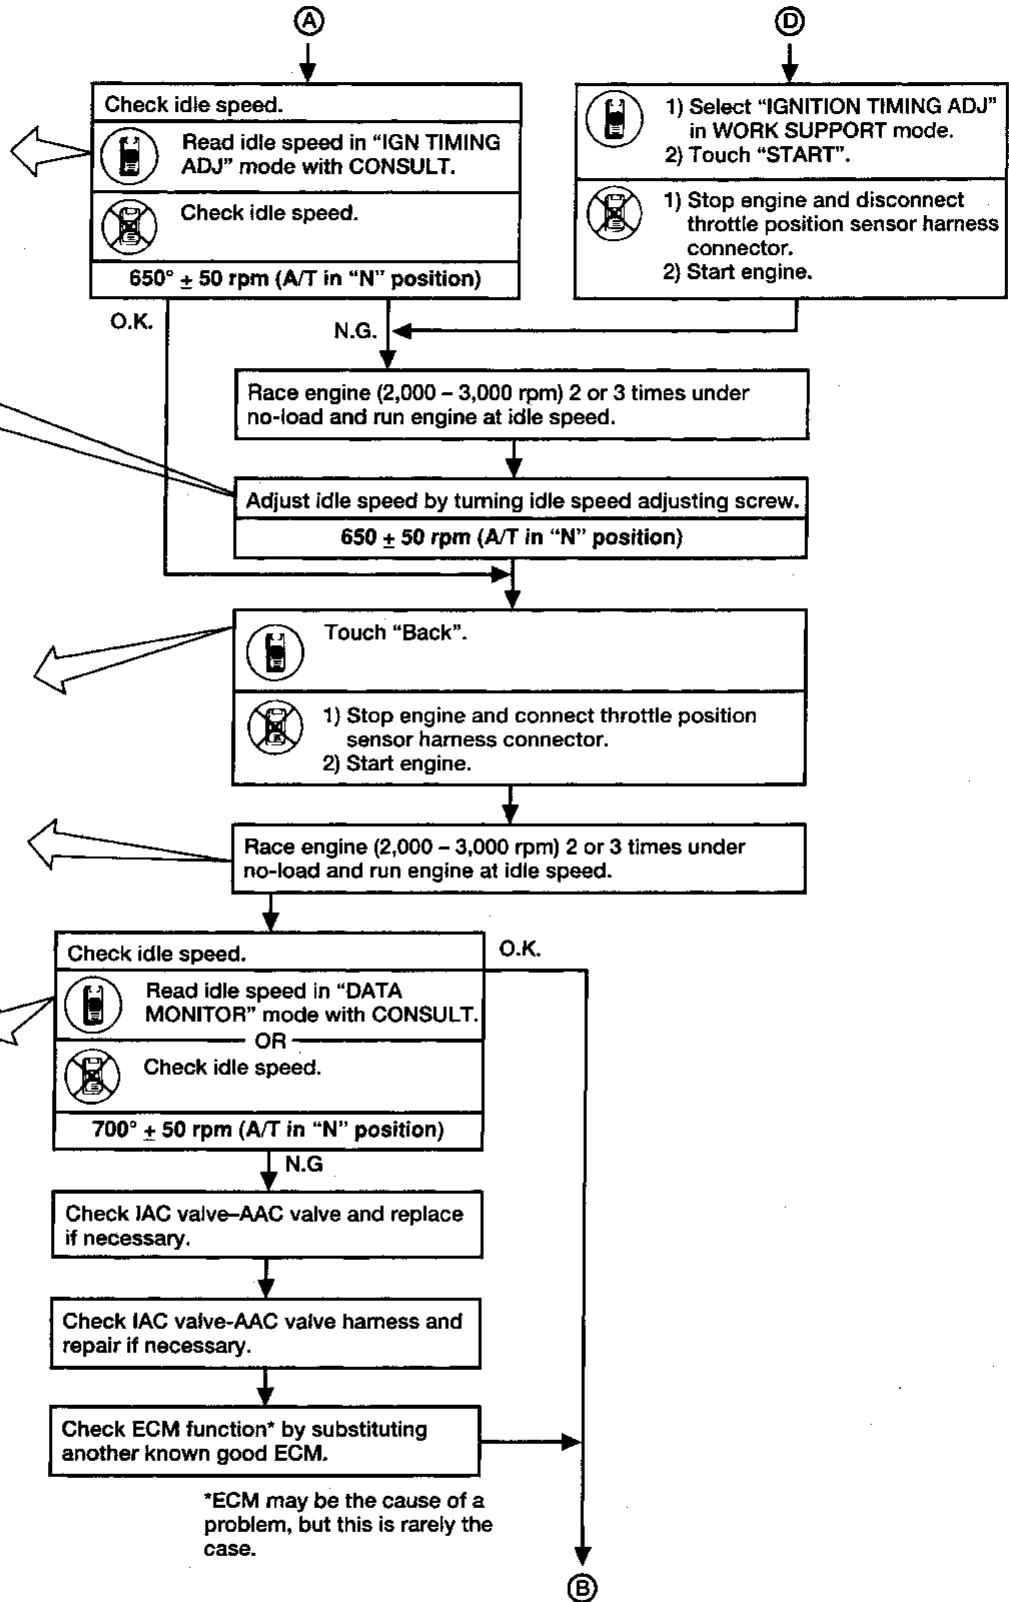 A
D
Check idle speed.
Read idle speed in “IGN TIMING
ADJ” mode with CONSULT.
Check idle speed.
650° ± 50 rpm (A/T in “N” position)
1) Select “IGNITION TIMING ADJ”
in WORK SUPPORT mode.
2) Touch “START”.
1) Stop engine and disconnect
throttle position sensor harness
connector.
2) Start engine.
O.K.
N.G.
Race engine (2,000 – 3,000 rpm) 2 or 3 times under
no-load and run engine at idle speed.
Adjust idle speed by turning idle speed adjusting screw.
650 ± 50 rpm (A/T in “N” position)
Touch “Back”.
1) Stop engine and connect throttle position
sensor harness connector.
2) Start engine.
Race engine (2,000 – 3,000 rpm) 2 or 3 times under
no-load and run engine at idle speed.
Check idle speed.
O.K.
Read idle speed in “DATA
MONITOR” mode with CONSULT.
OR
Check idle speed.
700° ± 50 rpm (A/T in “N” position)
N.G
Check IAC valve–AAC valve and replace
if necessary.
Check IAC valve-AAC valve harness and
repair if necessary.
Check ECM function* by substituting
another known good ECM.
*ECM may be the cause of a
problem, but this is rarely the
case.
B